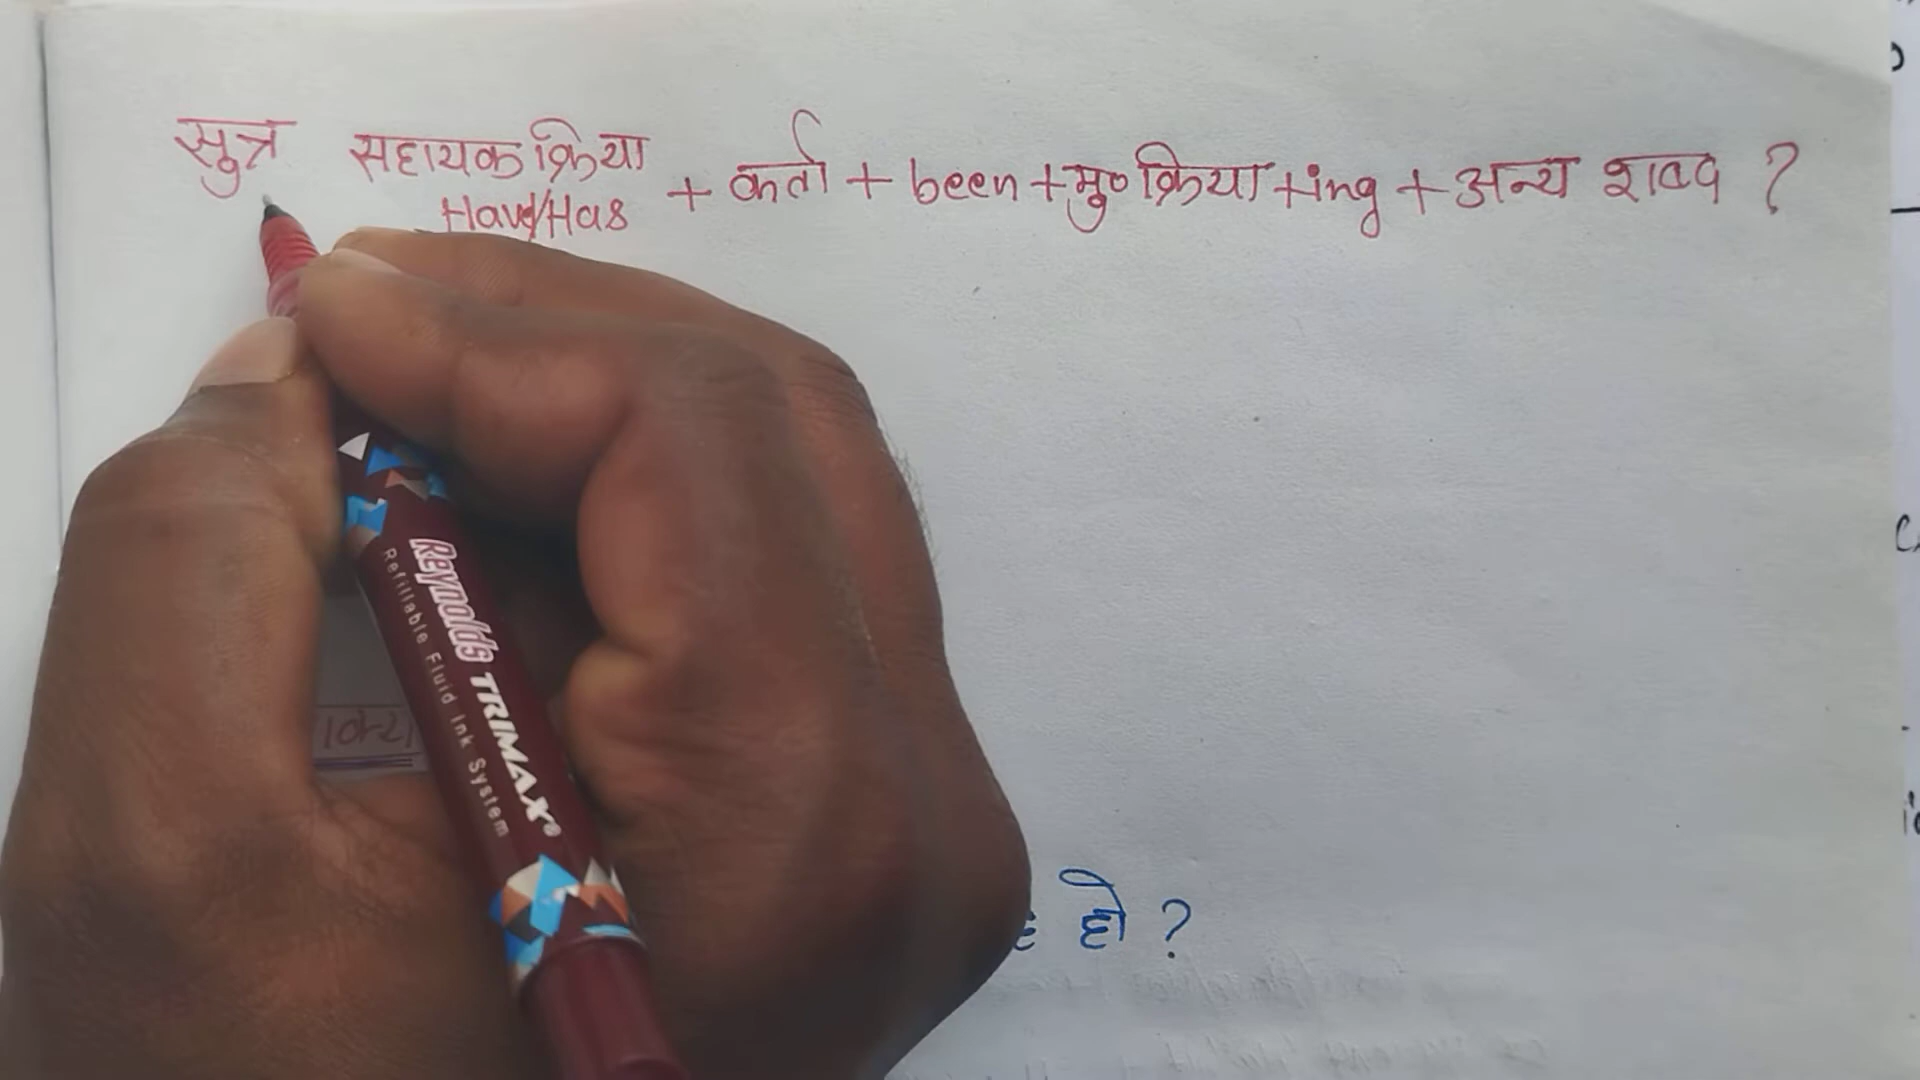 सुत्र सहायक क्रिया + कर्ता + been + मु० क्रिया + ing + अन्य शब्द ?
Have/Has
Reynolds TRIMAX®
Refillable Fluid Ink System
हो ?